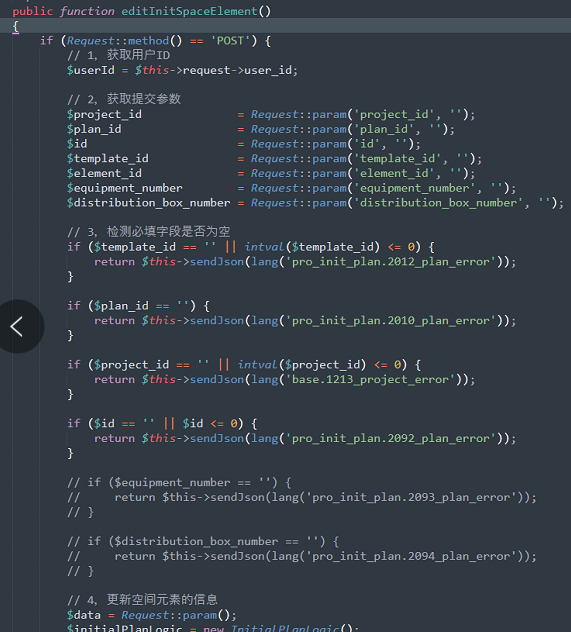 public function editInitSpaceElement()
{
if (Request::method() == 'POST') {
// 1, 获取用户ID
$userId = $this->request->user_id;
// 2, 获取提交参数
$project_id = Request::param('project_id', '');
$plan_id = Request::param('plan_id', '');
$id = Request::param('id', '');
$template_id = Request::param('template_id', '');
$element_id = Request::param('element_id', '');
$equipment_number = Request::param('equipment_number', '');
$distribution_box_number = Request::param('distribution_box_number', '');
// 3, 检测必填字段是否为空
if ($template_id == '' || intval($template_id) <= 0) {
return $this->sendJson(lang('pro_init_plan.2012_plan_error'));
}
if ($plan_id == '') {
return $this->sendJson(lang('pro_init_plan.2010_plan_error'));
}
if ($project_id == '' || intval($project_id) <= 0) {
return $this->sendJson(lang('base.1213_project_error'));
}
if ($id == '' || $id <= 0) {
return $this->sendJson(lang('pro_init_plan.2092_plan_error'));
}
// if ($equipment_number == '') {
// return $this->sendJson(lang('pro_init_plan.2093_plan_error'));
// }
// if ($distribution_box_number == '') {
// return $this->sendJson(lang('pro_init_plan.2094_plan_error'));
// }
// 4, 更新空间元素的信息
$data = Request::param();
$initialPlanLogic = new InitialPlanLogic();